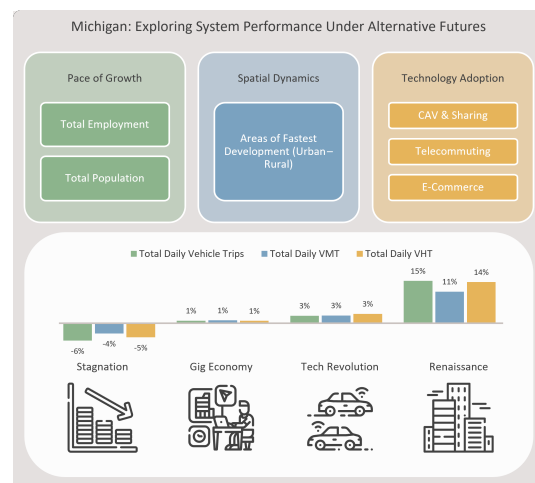 Michigan: Exploring System Performance Under Alternative Futures
Pace of Growth
Total Employment
Total Population
Spatial Dynamics
Areas of Fastest
Development (Urban–
Rural)
Technology Adoption
CAV & Sharing
Telecommuting
E-Commerce
Total Daily Vehicle Trips Total Daily VMT Total Daily VHT
-6% -4% -5%
1% 1% 1%
3% 3% 3%
15% 11% 14%
Stagnation Gig Economy Tech Revolution Renaissance